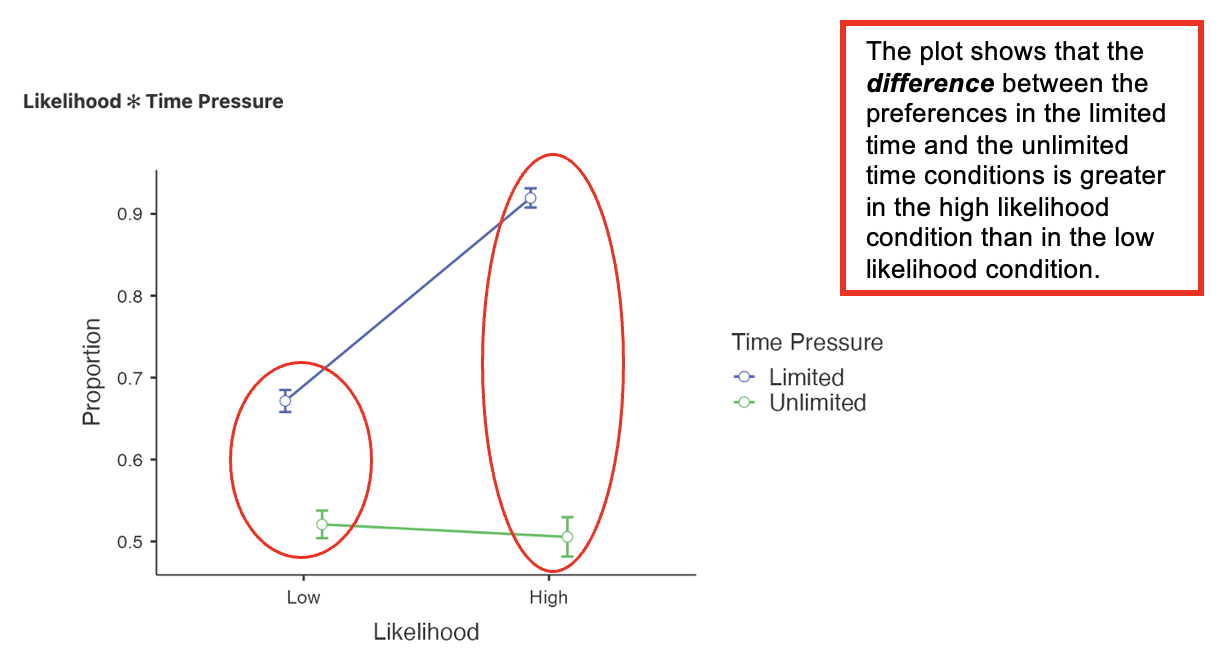 Likelihood ✻ Time Pressure
The plot shows that the
difference between the
preferences in the limited
time and the unlimited
time conditions is greater
in the high likelihood
condition than in the low
likelihood condition.
0.9
0.8
0.7
0.6
0.5
Proportion
Low
High
Likelihood
Time Pressure
Limited
Unlimited